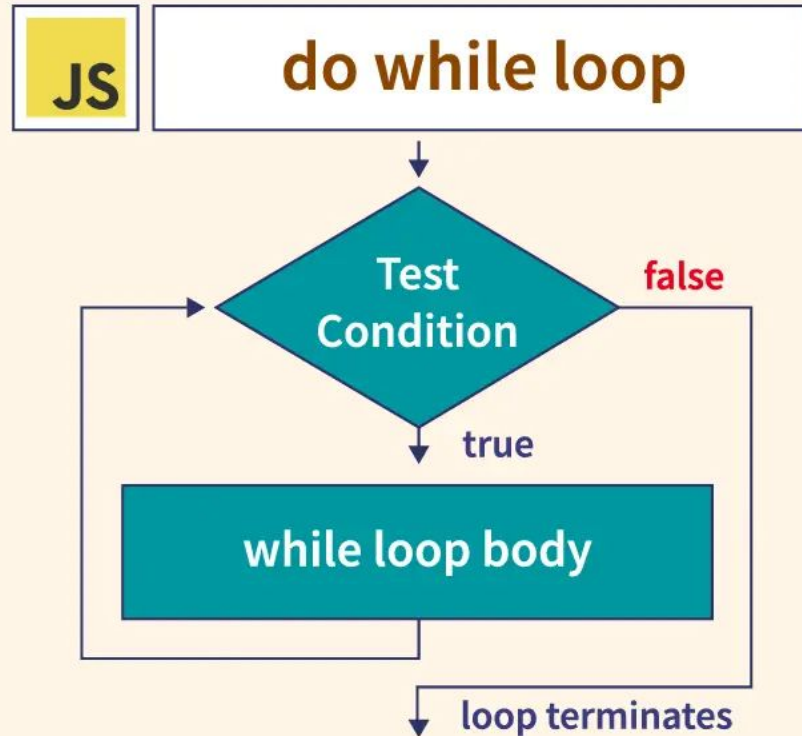 JS
do while loop
Test
Condition
false
true
while loop body
loop terminates